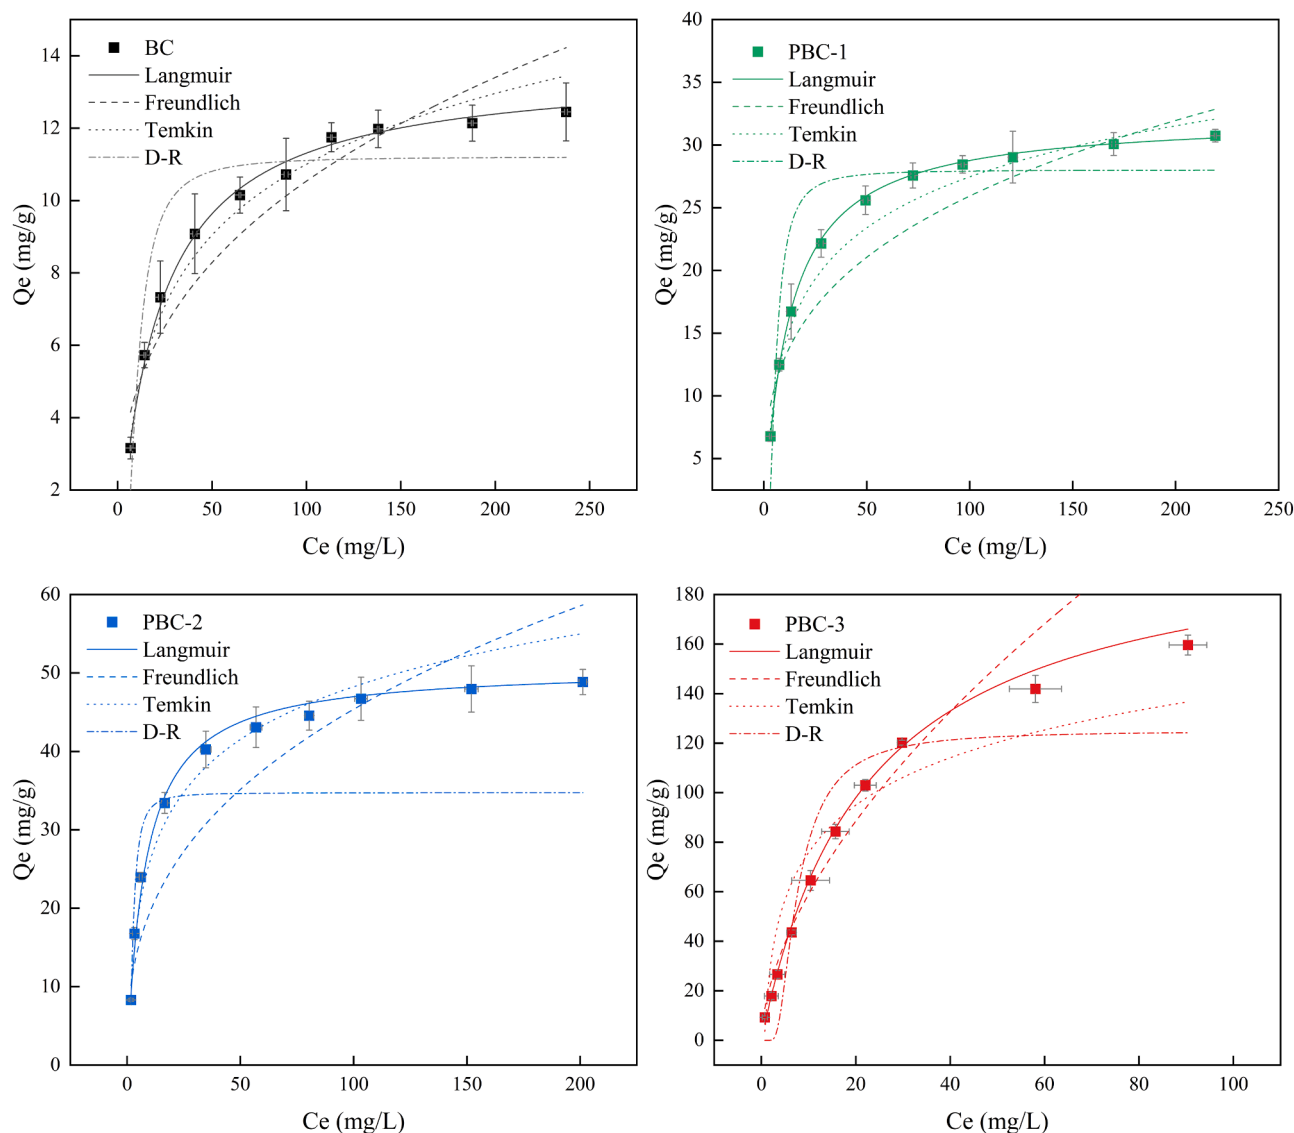 BC
Langmuir
Freundlich
Temkin
D-R
14
12
10
8
6
4
2
0
50
100
150
200
250
Qe (mg/g)
Ce (mg/L)
PBC-1
Langmuir
Freundlich
Temkin
D-R
40
35
30
25
20
15
10
5
0
50
100
150
200
250
Qe (mg/g)
Ce (mg/L)
PBC-2
Langmuir
Freundlich
Temkin
D-R
60
50
40
30
20
10
0
0
50
100
150
200
Qe (mg/g)
Ce (mg/L)
PBC-3
Langmuir
Freundlich
Temkin
D-R
180
160
140
120
100
80
60
40
20
0
0
20
40
60
80
100
Qe (mg/g)
Ce (mg/L)